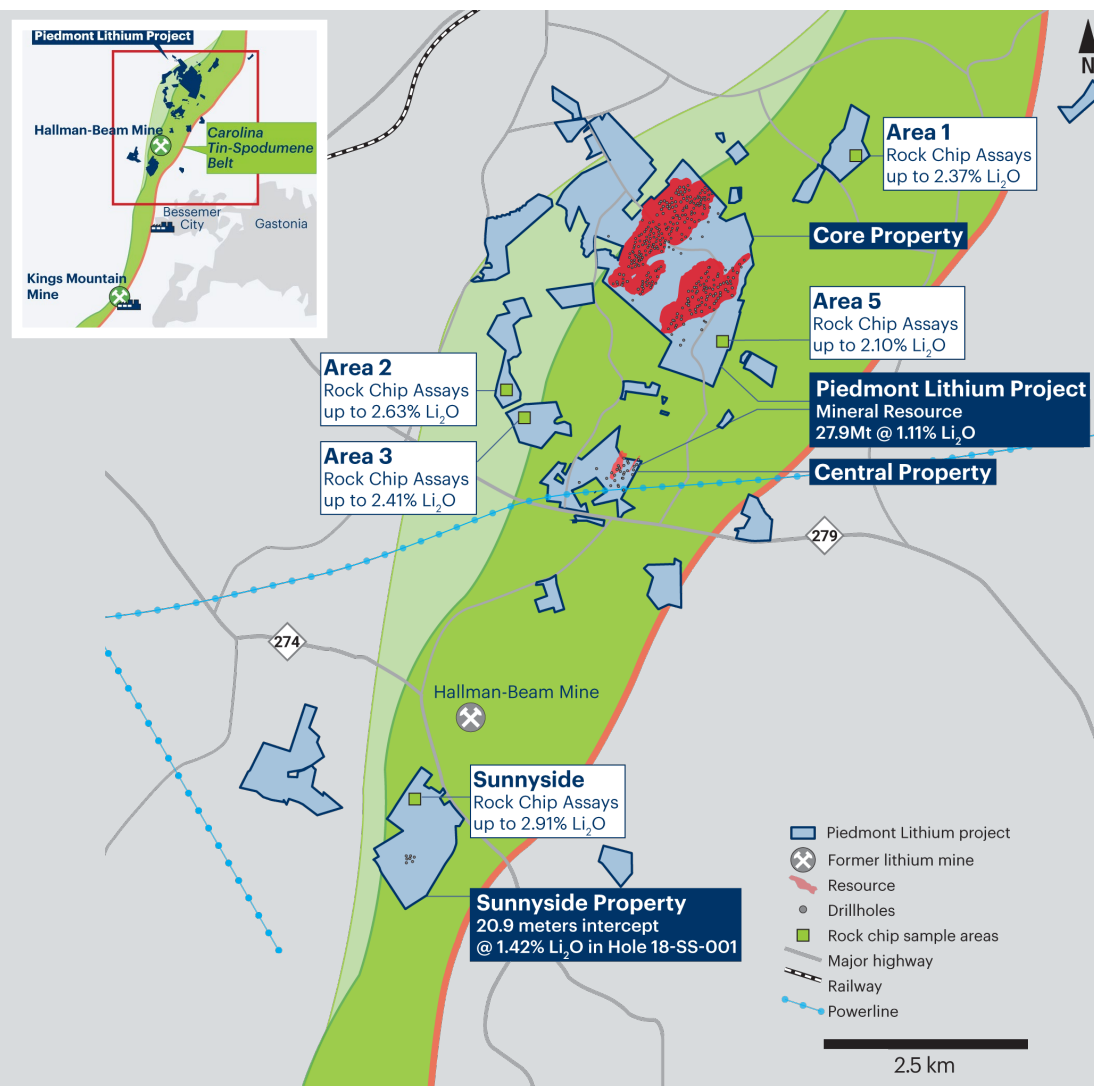 Piedmont Lithium Project
Hallman-Beam Mine
Carolina
Tin-Spodumene
Belt
Bessemer
City
Gastonia
Kings Mountain
Mine
N
Area 1
Rock Chip Assays
up to 2.37% Li₂O
Core Property
Area 5
Rock Chip Assays
up to 2.10% Li₂O
Area 2
Rock Chip Assays
up to 2.63% Li₂O
Piedmont Lithium Project
Mineral Resource
27.9Mt @ 1.11% Li₂O
Area 3
Rock Chip Assays
up to 2.41% Li₂O
Central Property
279
274
Hallman-Beam Mine
Sunnyside
Rock Chip Assays
up to 2.91% Li₂O
Sunnyside Property
20.9 meters intercept
@ 1.42% Li₂O in Hole 18-SS-001
Piedmont Lithium project
Former lithium mine
Resource
Drillholes
Rock chip sample areas
Major highway
Railway
Powerline
2.5 km